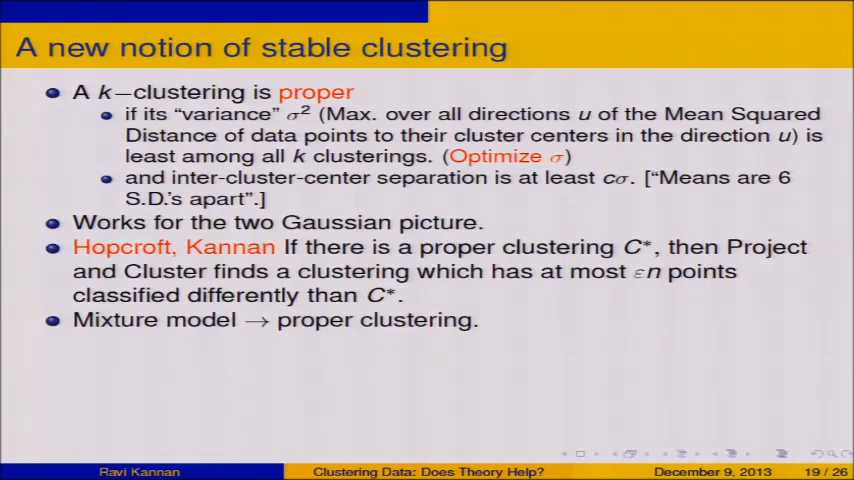 A new notion of stable clustering
A k−clustering is proper
if its “variance” σ² (Max. over all directions u of the Mean Squared
Distance of data points to their cluster centers in the direction u) is
least among all k clusterings. (Optimize σ)
and inter-cluster-center separation is at least cσ. [“Means are 6
S.D.’s apart”.]
Works for the two Gaussian picture.
Hopcroft, Kannan If there is a proper clustering C*, then Project
and Cluster finds a clustering which has at most εn points
classified differently than C*.
Mixture model → proper clustering.
Ravi Kannan Clustering Data: Does Theory Help? December 9, 2013 19 / 26